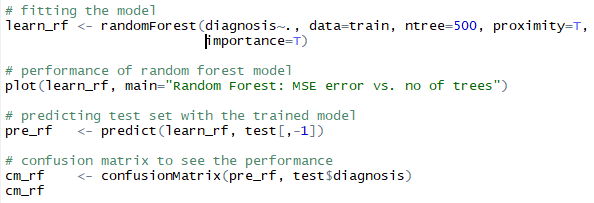 # fitting the model
learn_rf <- randomForest(diagnosis~., data=train, ntree=500, proximity=T,
importance=T)
# performance of random forest model
plot(learn_rf, main="Random Forest: MSE error vs. no of trees")
# predicting test set with the trained model
pre_rf   <- predict(learn_rf, test[,-1])
# confusion matrix to see the performance
cm_rf    <- confusionMatrix(pre_rf, test$diagnosis)
cm_rf